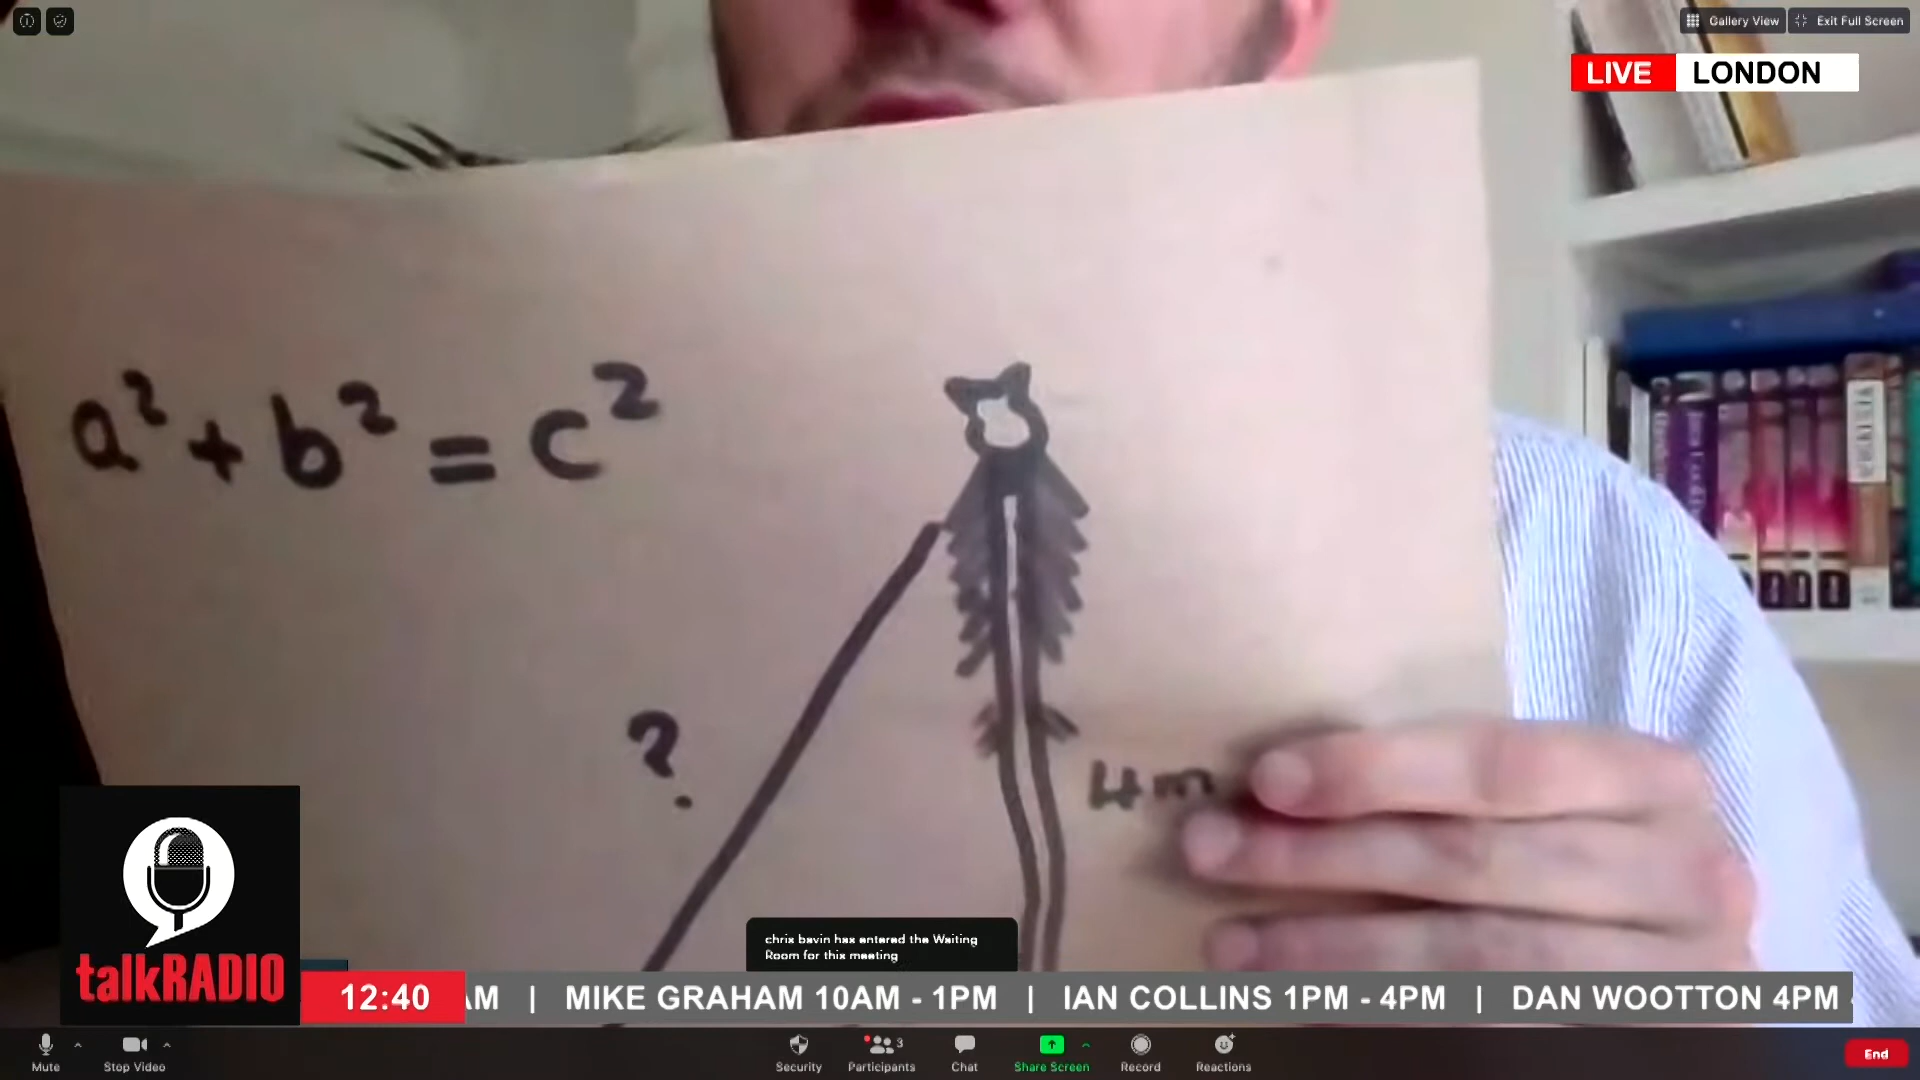 Gallery View
Exit Full Screen
LIVE LONDON
a² + b² = c²
?
4m
talkRADIO
chris bavin has entered the Waiting
Room for this meeting
12:40 AM | MIKE GRAHAM 10AM - 1PM | IAN COLLINS 1PM - 4PM | DAN WOOTTON 4PM
Mute
Stop Video
Security
Participants 3
Chat
Share Screen
Record
Reactions
End